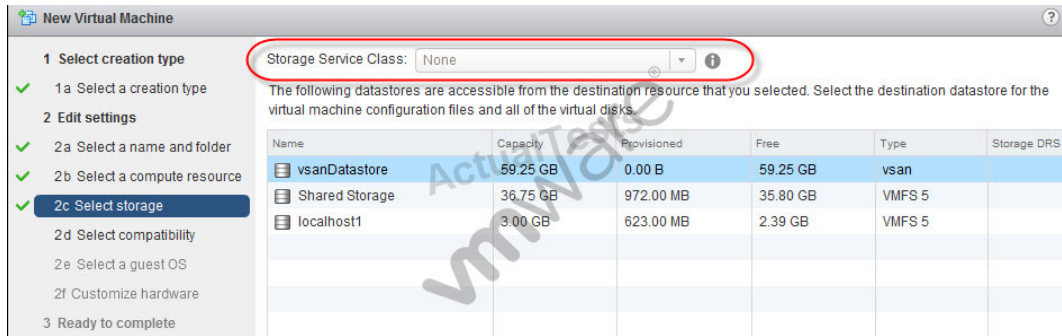 New Virtual Machine
?
1 Select creation type
1a Select a creation type
2 Edit settings
2a Select a name and folder
2b Select a compute resource
2c Select storage
2d Select compatibility
2e Select a guest OS
2f Customize hardware
3 Ready to complete
Storage Service Class: None
The following datastores are accessible from the destination resource that you selected. Select the destination datastore for the
virtual machine configuration files and all of the virtual disks.
Name Capacity Provisioned Free Type Storage DRS
vsanDatastore 59.25 GB 0.00 B 59.25 GB vsan
Shared Storage 36.75 GB 972.00 MB 35.80 GB VMFS 5
localhost1 3.00 GB 623.00 MB 2.39 GB VMFS 5
ActualTests
vmware®